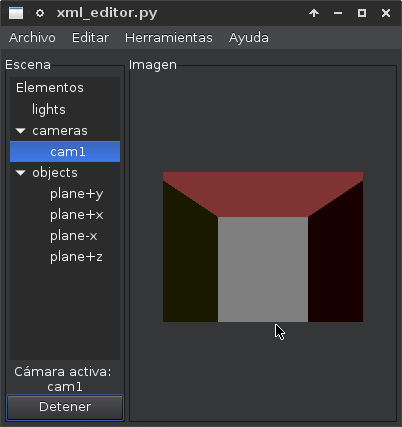 xml_editor.py
Archivo Editar Herramientas Ayuda
Escena
Imagen
Elementos
lights
cameras
cam1
objects
plane+y
plane+x
plane-x
plane+z
Cámara activa:
cam1
Detener